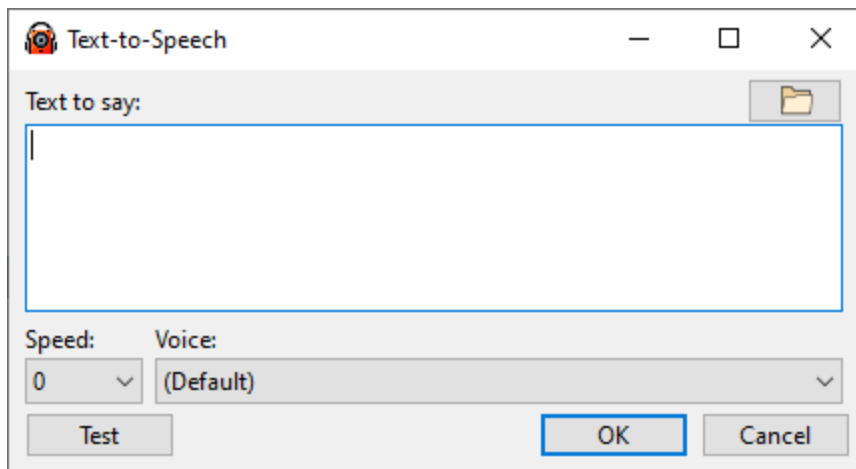 Text-to-Speech
Text to say:
Speed: Voice:
0 (Default)
Test OK Cancel